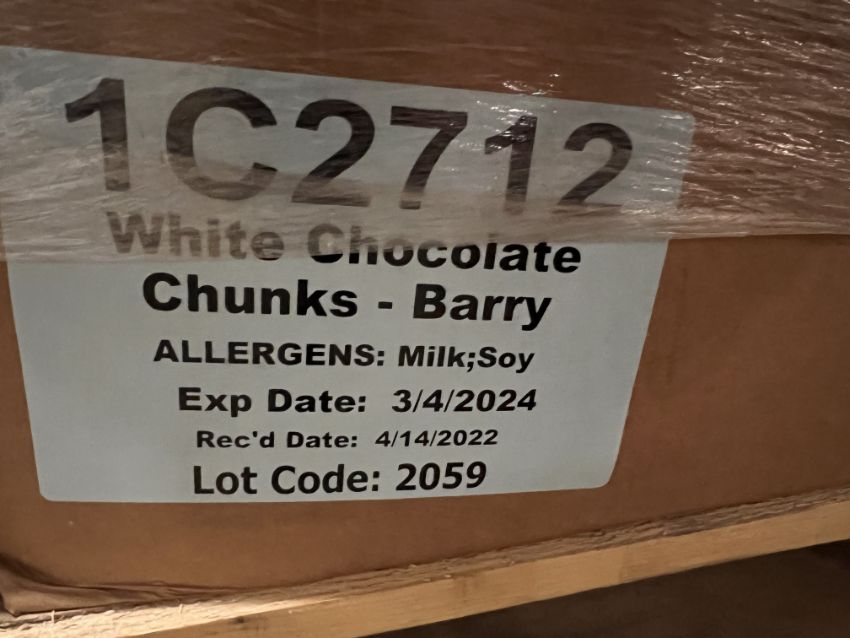 1C2712
White Chocolate
Chunks - Barry
ALLERGENS: Milk;Soy
Exp Date: 3/4/2024
Rec'd Date: 4/14/2022
Lot Code: 2059